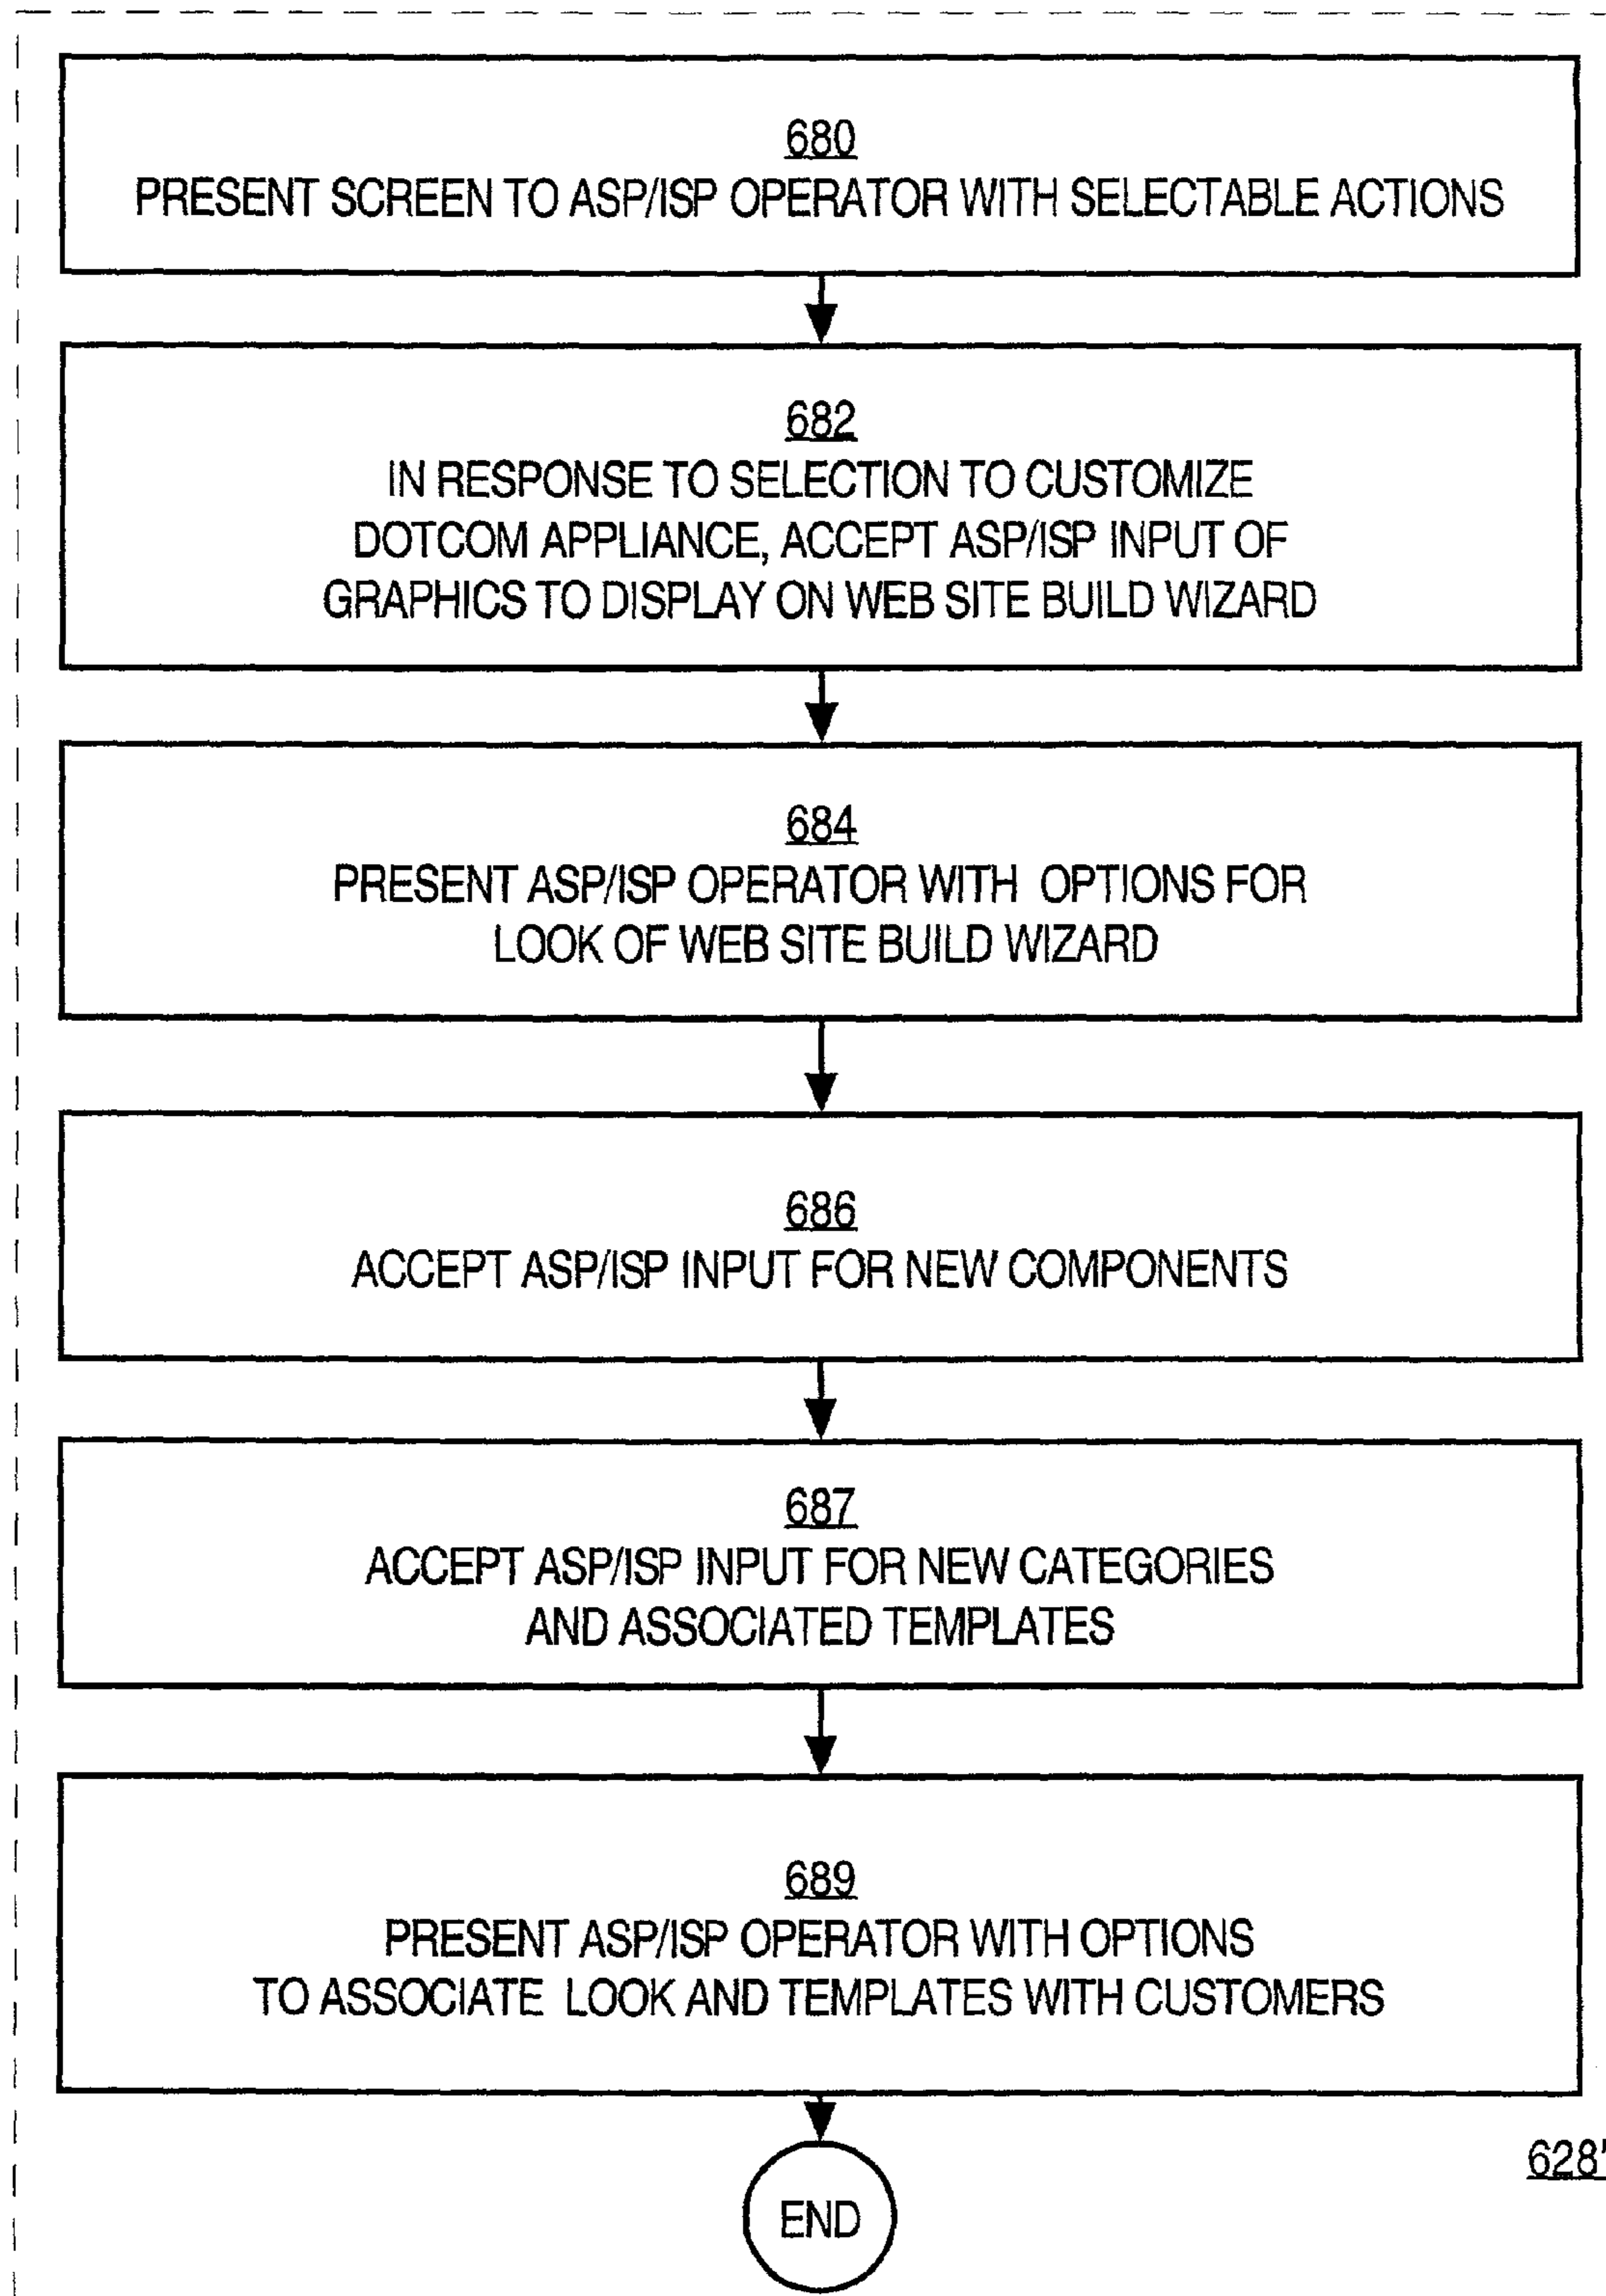 680
PRESENT SCREEN TO ASP/ISP OPERATOR WITH SELECTABLE ACTIONS
682
IN RESPONSE TO SELECTION TO CUSTOMIZE
DOTCOM APPLIANCE, ACCEPT ASP/ISP INPUT OF
GRAPHICS TO DISPLAY ON WEB SITE BUILD WIZARD
684
PRESENT ASP/ISP OPERATOR WITH OPTIONS FOR
LOOK OF WEB SITE BUILD WIZARD
686
ACCEPT ASP/ISP INPUT FOR NEW COMPONENTS
687
ACCEPT ASP/ISP INPUT FOR NEW CATEGORIES
AND ASSOCIATED TEMPLATES
689
PRESENT ASP/ISP OPERATOR WITH OPTIONS
TO ASSOCIATE LOOK AND TEMPLATES WITH CUSTOMERS
628'
END